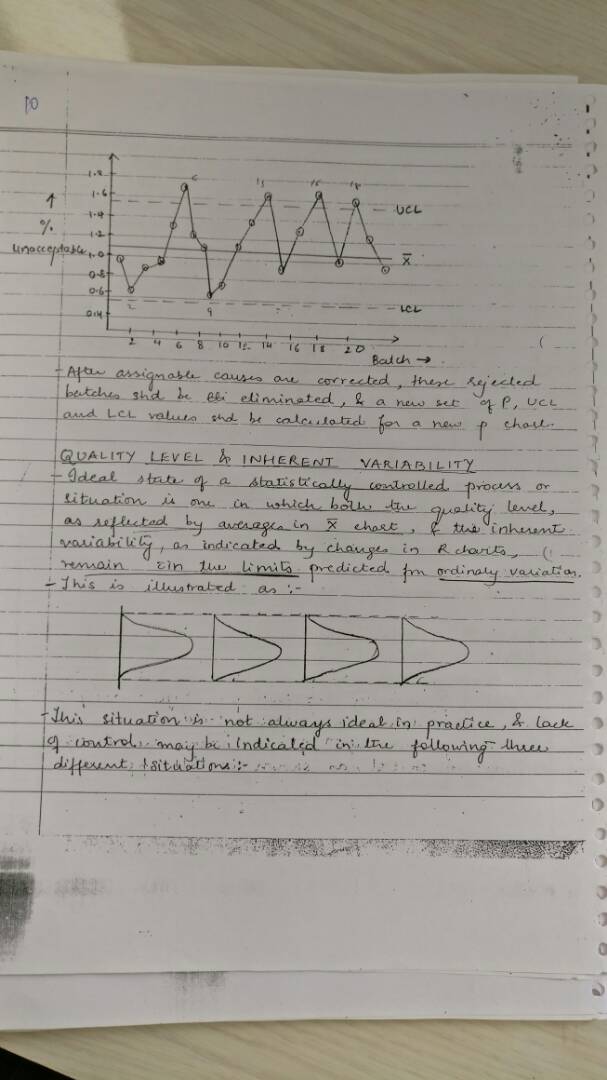 10
1.8
1.6
1.4
1.2
1.0
0.8
0.6
0.4
↑
%
Unacceptable
6
13
16
18
2
9
UCL
X̅
LCL
2 4 6 8 10 12 14 16 18 20
Batch →
- After assignable causes are corrected, these rejected
batches shd be eliminated, & a new set of P, UCL
and LCL values shd be calculated for a new p chart.
QUALITY LEVEL & INHERENT VARIABILITY
- Ideal state of a statistically controlled process or
situation is one in which both the quality level,
as reflected by averages in X̅ chart, & the inherent
variability, as indicated by changes in R charts,
remain in the limits predicted fm ordinary variation.
- This is illustrated as :-
- This situation is not always ideal in practice, & lack
of control may be indicated in the following three
different situations:-